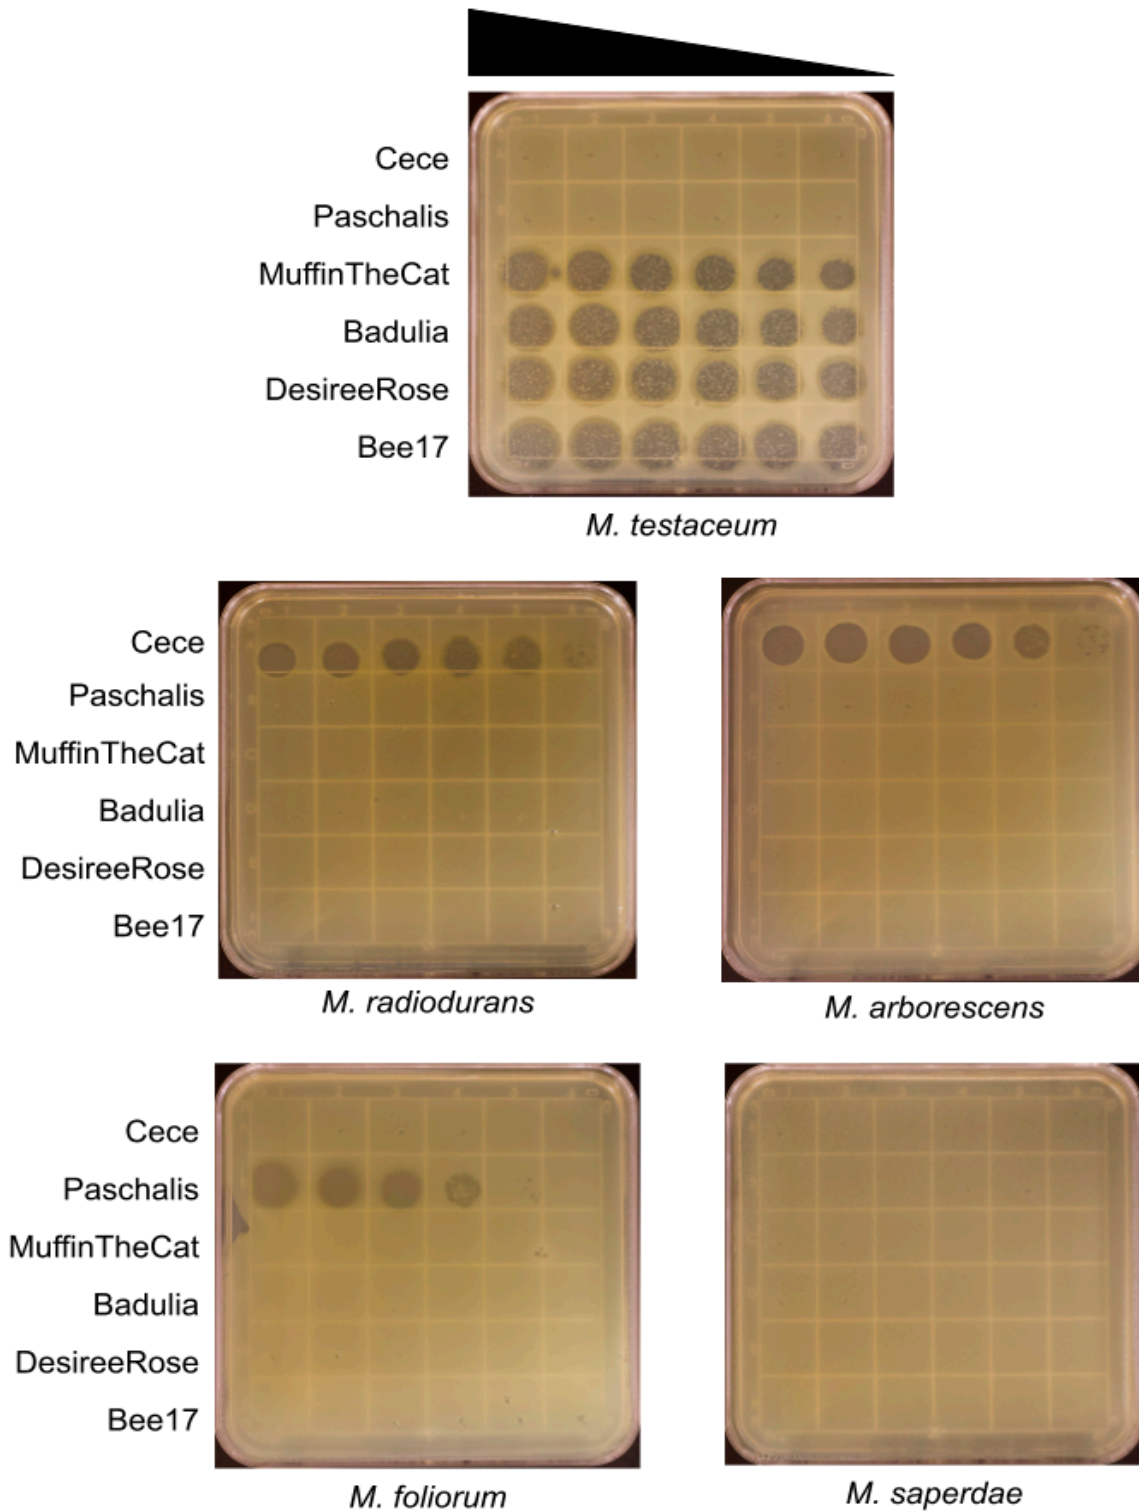 Cece
Paschalis
MuffinTheCat
Badulia
DesireeRose
Bee17
M. testaceum
Cece
Paschalis
MuffinTheCat
Badulia
DesireeRose
Bee17
M. radiodurans
M. arborescens
Cece
Paschalis
MuffinTheCat
Badulia
DesireeRose
Bee17
M. foliorum
M. saperdae